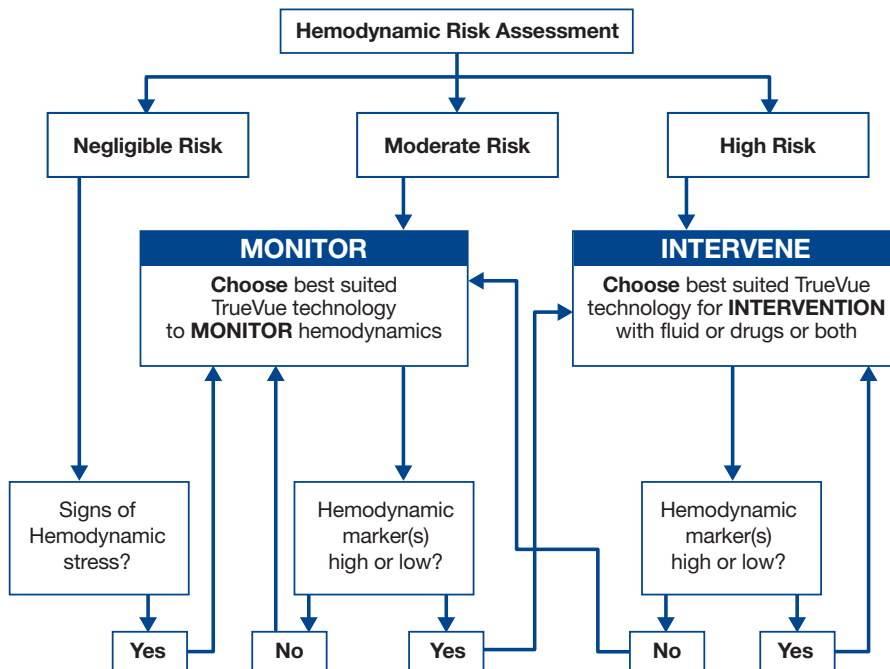 Hemodynamic Risk Assessment
Negligible Risk
Moderate Risk
High Risk
MONITOR
Choose best suited
TrueVue technology
to MONITOR hemodynamics
INTERVENE
Choose best suited TrueVue
technology for INTERVENTION
with fluid or drugs or both
Signs of
Hemodynamic
stress?
Hemodynamic
marker(s)
high or low?
Hemodynamic
marker(s)
high or low?
Yes
No
Yes
No
Yes